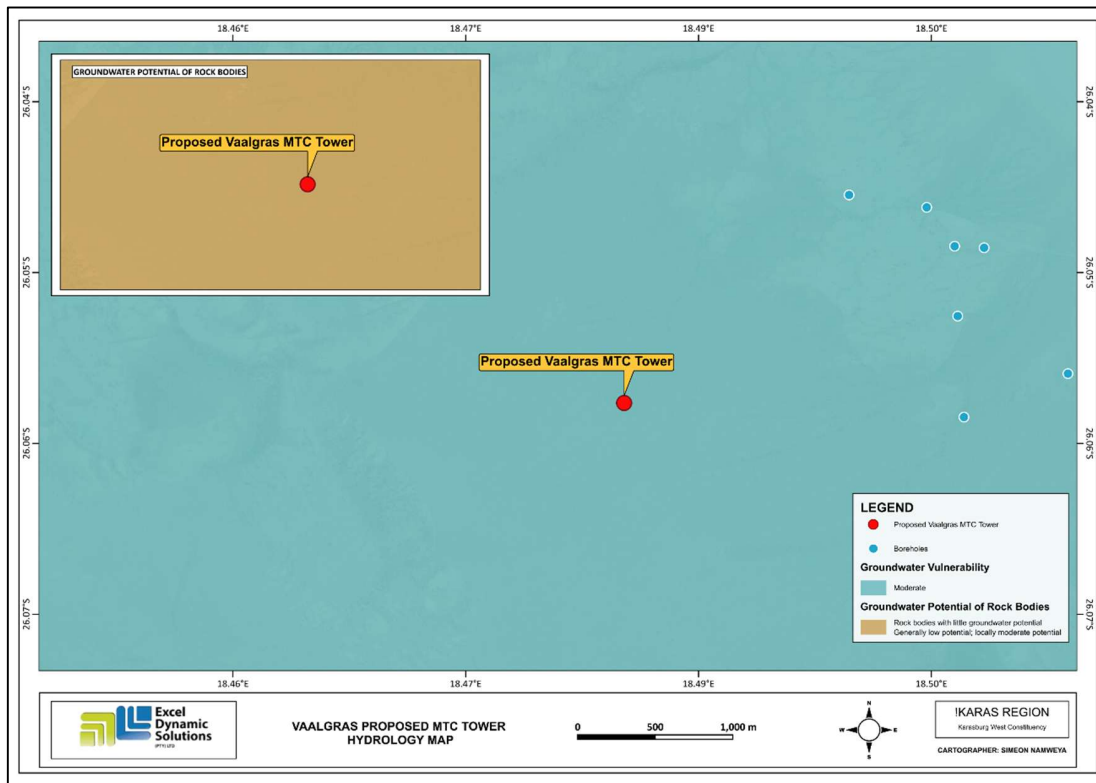 18.46°E 18.47°E 18.49°E 18.50°E
GROUNDWATER POTENTIAL OF ROCK BODIES
26.04°S 26.04°S
Proposed Vaalgras MTC Tower
26.05°S 26.05°S
Proposed Vaalgras MTC Tower
26.06°S 26.06°S
LEGEND
Proposed Vaalgras MTC Tower
Boreholes
Groundwater Vulnerability
Moderate
Groundwater Potential of Rock Bodies
Rock bodies with little groundwater potential
Generally low potential; locally moderate potential
26.07°S 26.07°S
18.46°E 18.47°E 18.49°E 18.50°E
Excel
Dynamic
Solutions
(PTY) LTD
VAALGRAS PROPOSED MTC TOWER
HYDROLOGY MAP
0 500 1,000 m
N
W E
S
!KARAS REGION
Karasburg West Constituency
CARTOGRAPHER: SIMEON NAMWEYA